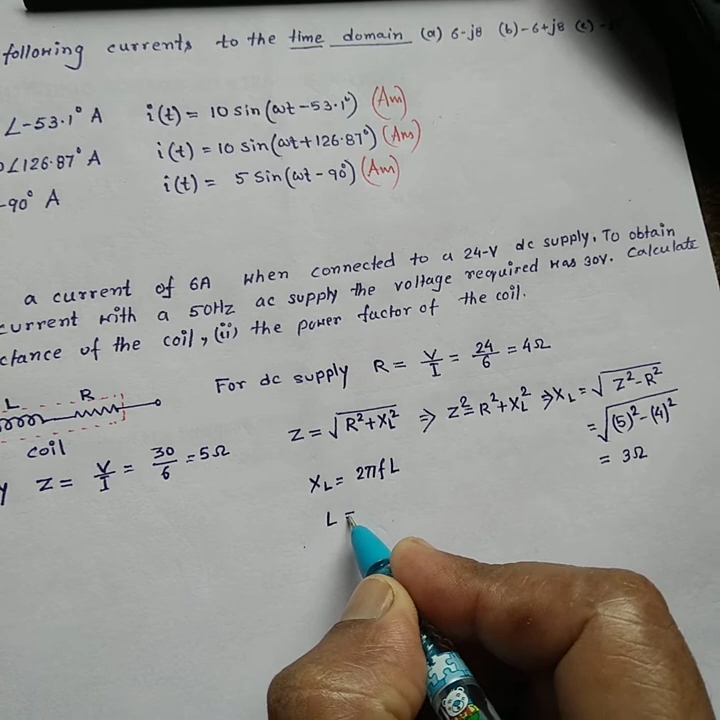 following currents to the time domain (a) 6-j8 (b)-6+j8 (c)
∠-53.1° A i(t) = 10 sin(ωt-53.1°) (Ans)
∠126.87° A i(t) = 10 sin(ωt+126.87°) (Ans)
-90° A i(t) = 5 sin(ωt-90°) (Ans)
a current of 6A when connected to a 24-V dc supply. To obtain
current with a 50Hz ac supply the voltage required was 30V. Calculate
ctance of the coil, (ii) the power factor of the coil.
L R
coil
For dc supply R = V/I = 24/6 = 4Ω
Z = V/I = 30/6 = 5Ω
Z = √(R²+X_L²) ⇒ Z² = R²+X_L² ⇒ X_L = √(Z²-R²)
= √((5)²-(4)²)
= 3Ω
X_L = 2πfL
L =